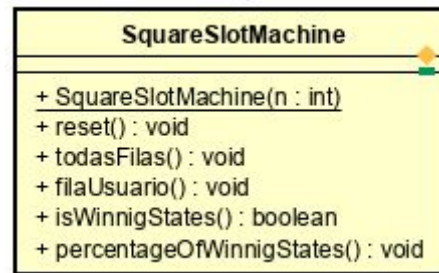 SquareSlotMachine
+ SquareSlotMachine(n : int)
+ reset() : void
+ todasFilas() : void
+ filaUsuario() : void
+ isWinnigStates() : boolean
+ percentageOfWinnigStates() : void